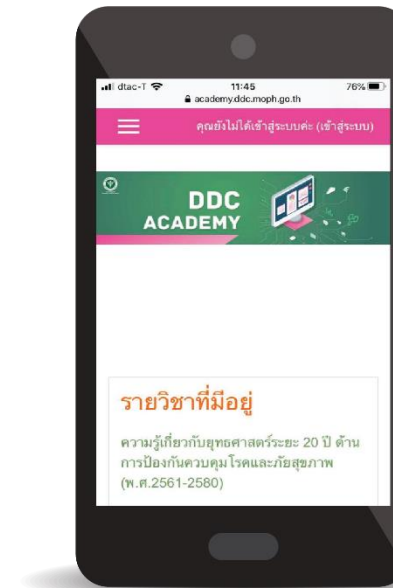 dtac-T 11:45 76%
academy.ddc.moph.go.th
คุณยังไม่ได้เข้าสู่ระบบค่ะ (เข้าสู่ระบบ)
DDC
ACADEMY
รายวิชาที่มีอยู่
ความรู้เกี่ยวกับยุทธศาสตร์ระยะ 20 ปี ด้าน
การป้องกันควบคุมโรคและภัยสุขภาพ
(พ.ศ.2561-2580)